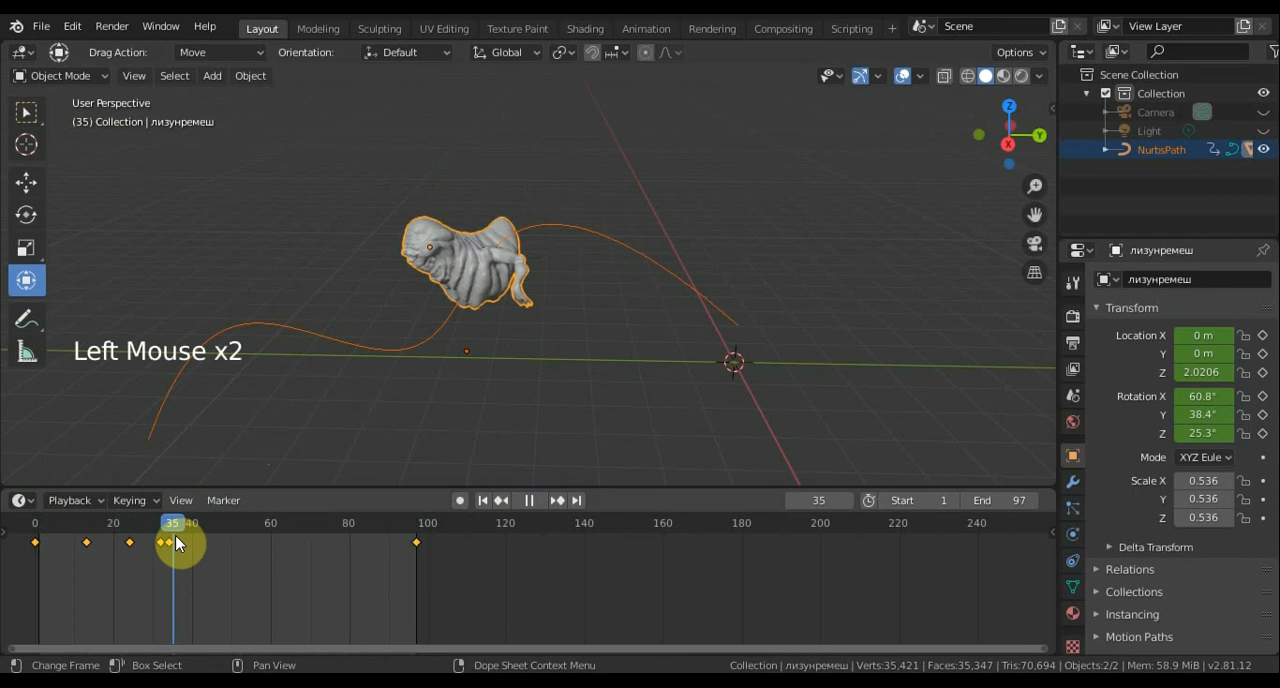 File Edit Render Window Help Layout Modeling Sculpting UV Editing Texture Paint Shading Animation Rendering Compositing Scripting + Scene View Layer
Drag Action: Move Orientation: Default Global Options
Object Mode View Select Add Object
User Perspective
(35) Collection | лизунремеш
Z
Y
X
Left Mouse x2
Scene Collection
Collection
Camera
Light
NurbsPath
лизунремеш
лизунремеш
Transform
Location X 0 m
Y 0 m
Z 2.0206
Rotation X 60.8°
Y 38.4°
Z 25.3°
Mode XYZ Eule
Scale X 0.536
Y 0.536
Z 0.536
Delta Transform
Relations
Collections
Instancing
Motion Paths
Playback Keying View Marker 35 Start 1 End 97
0 20 35 40 60 80 100 120 140 160 180 200 220 240
Change Frame Box Select Pan View Dope Sheet Context Menu Collection | лизунремеш | Verts:35,421 | Faces:35,347 | Tris:70,694 | Objects:2/2 | Mem: 58.9 MiB | v2.81.12